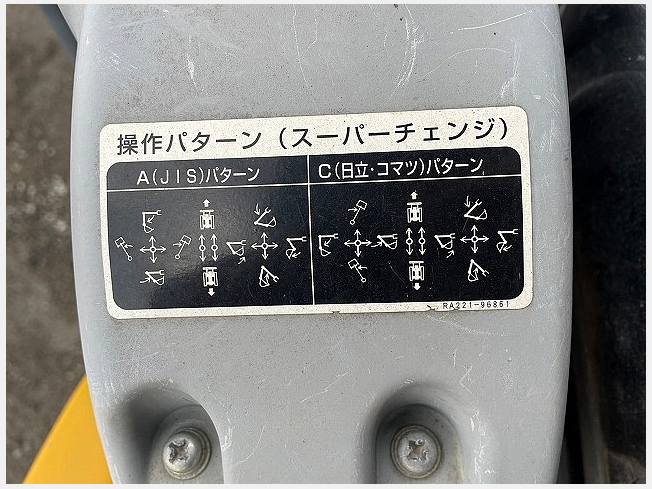 操作パターン（スーパーチェンジ）
A(JIS)パターン
C(日立・コマツ)パターン
RA221-96861